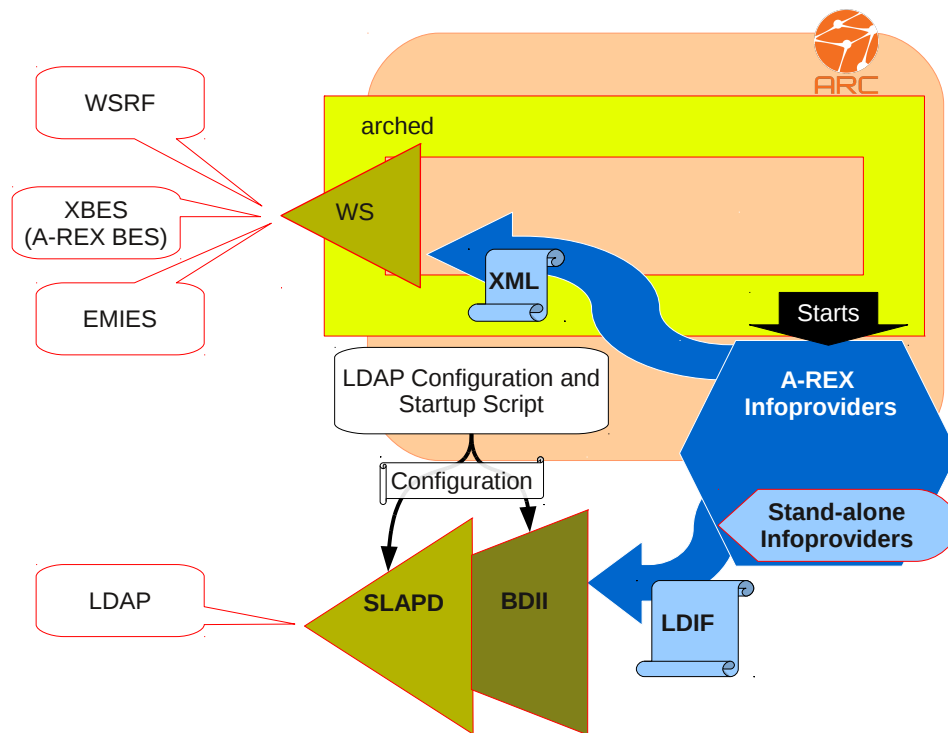 ARC
WSRF
arched
XBES
(A-REX BES)
WS
EMIES
XML
Starts
LDAP Configuration and
Startup Script
A-REX
Infoproviders
Configuration
Stand-alone
Infoproviders
LDAP
SLAPD
BDII
LDIF